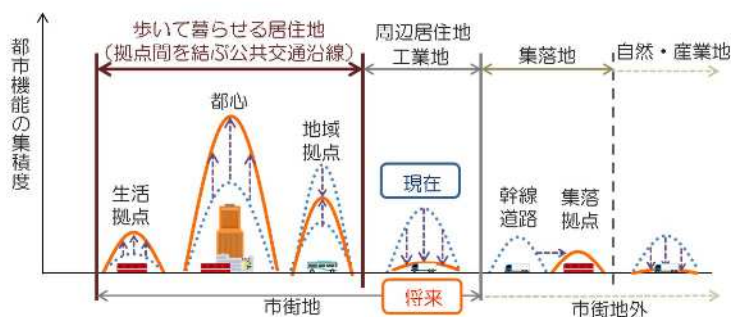 都市機能の集積度
歩いて暮らせる居住地
(拠点間を結ぶ公共交通沿線)
周辺居住地
工業地
集落地
自然・産業地
都心
地域
拠点
生活
拠点
現在
幹線
道路
集落
拠点
市街地
将来
市街地外